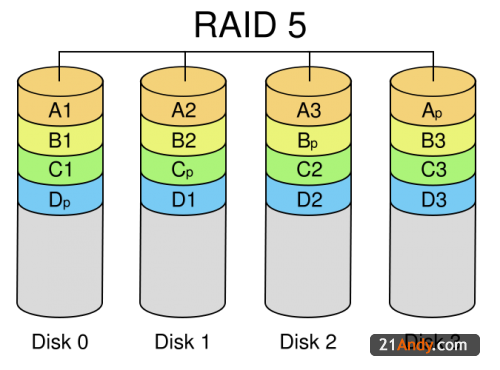 RAID 5
A1 A2 A3 Ap
B1 B2 Bp B3
C1 Cp C2 C3
Dp D1 D2 D3
Disk 0 Disk 1 Disk 2
21Andy.com